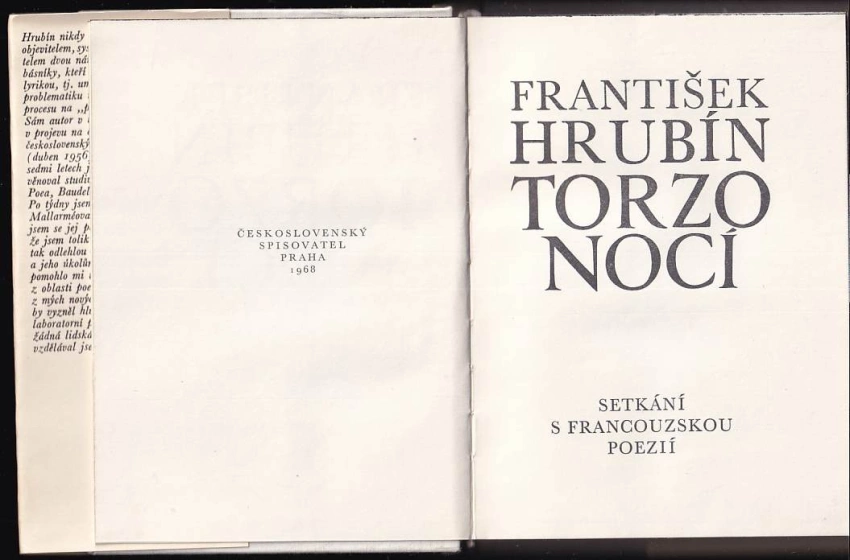 Hrubín nikdy
objevitelem,
telem dvou
básníky, kteří
lyrikou, tj.
problematiku
procesu na
Sám autor v
v projevu na
československý
(duben 1956
sedmi letech
věnoval
Poea,
Po týdny
Mallarméova
jsem se jej
že jsem tolik
tak odlehlou
a jeho
pomohlo mi
z oblasti
z mých
by vyzněl
laboratorní
žádná
vzdělával
ČESKOSLOVENSKÝ
SPISOVATEL
PRAHA
1968
FRANTIŠEK
HRUBÍN
TORZO
NOCÍ
SETKÁNÍ
S FRANCOUZSKOU
POEZIÍ